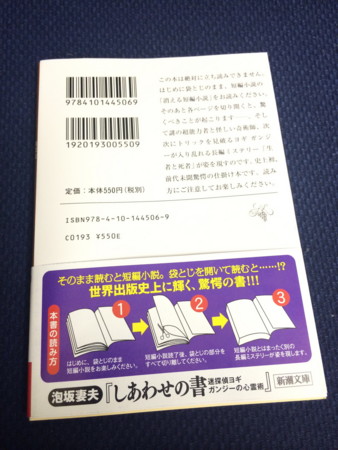 この本は絶対に立ち読みできません。
はじめに袋とじのまま、短編小説の
「消える短編小説」をお読みください。
そのあと各ページを切り開くと、驚
くべきことが起こります――。そし
て謎の超能力者と怪しい奇術師、次
次にトリックを見破るヨギ ガンジ
ーが入り乱れる長編ミステリー「生
者と死者」が姿を現すのです。史上初、
前代未聞驚愕の仕掛け本です。読み
方にご注意してお楽しみください。
9784101445069
1920193005509
定価:本体550円(税別)
ISBN978-4-10-144506-9
C0193 ¥550E
そのまま読むと短編小説。袋とじを開いて読むと……!?
世界出版史上に輝く、驚愕の書!!!
本書の読み方
1
はじめに、袋とじのまま
短編小説をお楽しみください。
2
短編小説読了後、袋とじの部分を
すべて切り離してください。
3
短編小説とはまったく別の
長編ミステリーが姿を現します。
泡坂妻夫『しあわせの書 迷探偵ヨギ ガンジーの心霊術』
新潮文庫